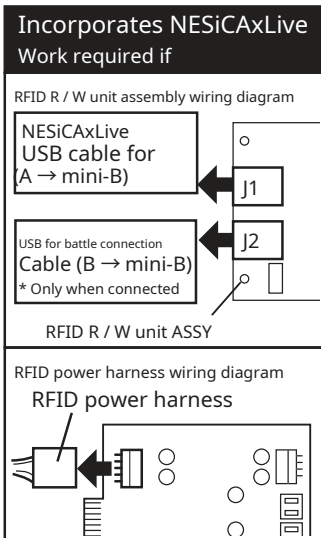 Incorporates NESiCAxLive
Work required if
RFID R / W unit assembly wiring diagram
NESiCAxLive
USB cable for
(A → mini-B)
J1
USB for battle connection
Cable (B → mini-B)
* Only when connected
J2
RFID R / W unit ASSY
RFID power harness wiring diagram
RFID power harness